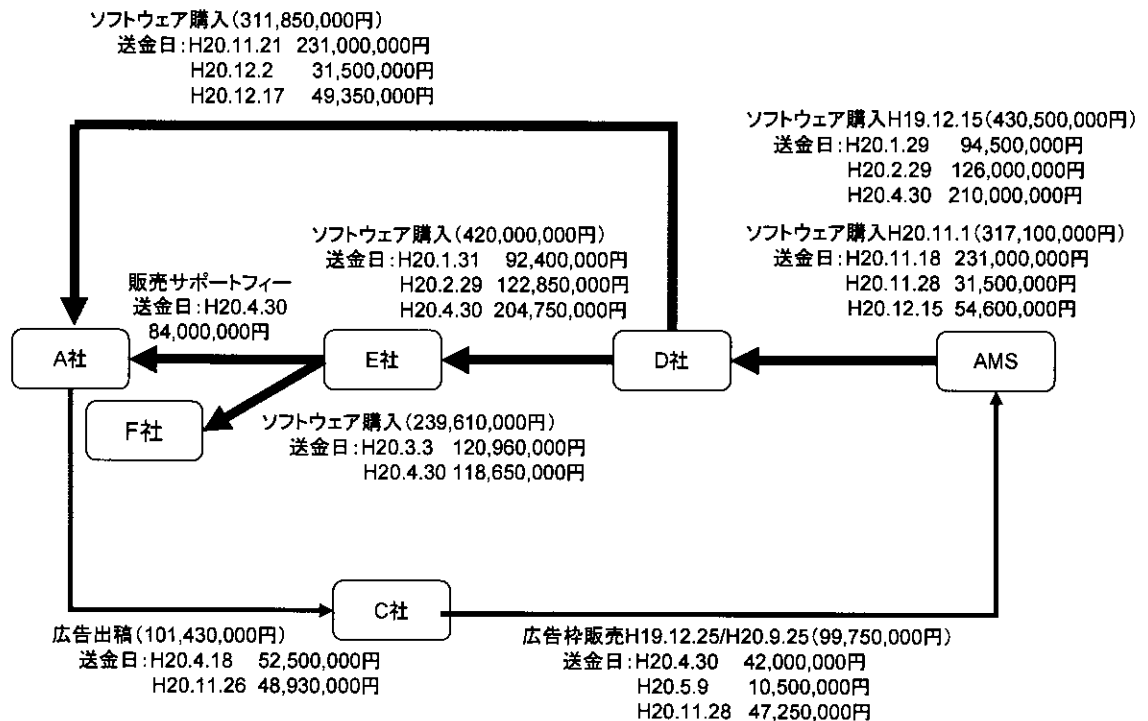 ソフトウェア購入(311,850,000円)
送金日:H20.11.21 231,000,000円
H20.12.2 31,500,000円
H20.12.17 49,350,000円
ソフトウェア購入H19.12.15(430,500,000円)
送金日:H20.1.29 94,500,000円
H20.2.29 126,000,000円
H20.4.30 210,000,000円
ソフトウェア購入(420,000,000円)
送金日:H20.1.31 92,400,000円
H20.2.29 122,850,000円
H20.4.30 204,750,000円
ソフトウェア購入H20.11.1(317,100,000円)
送金日:H20.11.18 231,000,000円
H20.11.28 31,500,000円
H20.12.15 54,600,000円
販売サポートフィー
送金日:H20.4.30
84,000,000円
A社
E社
D社
AMS
F社
ソフトウェア購入(239,610,000円)
送金日:H20.3.3 120,960,000円
H20.4.30 118,650,000円
C社
広告出稿(101,430,000円)
送金日:H20.4.18 52,500,000円
H20.11.26 48,930,000円
広告枠販売H19.12.25/H20.9.25(99,750,000円)
送金日:H20.4.30 42,000,000円
H20.5.9 10,500,000円
H20.11.28 47,250,000円